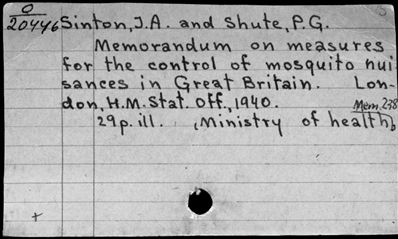 O
20446 Sinton, J.A. and Shute, P.G.
Memorandum on measures
for the control of mosquito nui
sances in Great Britain. Lon-
don, H.M. Stat. Off., 1940. Mem. 238
29p. ill. (Ministry of health)
+